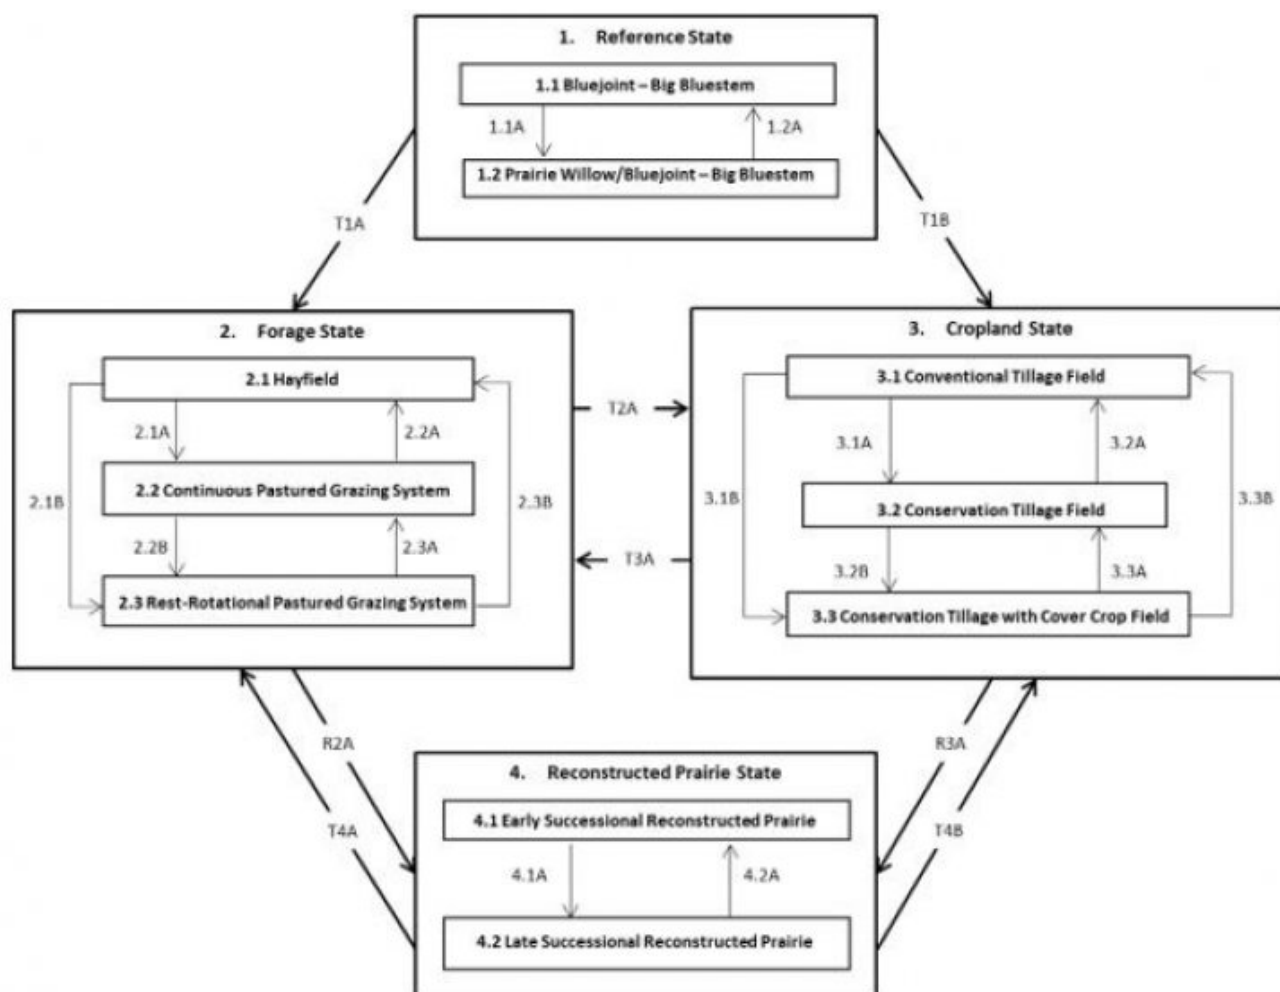 1. Reference State
1.1 Bluejoint – Big Bluestem
1.1A
1.2A
1.2 Prairie Willow/Bluejoint – Big Bluestem
T1A
T1B
2. Forage State
2.1 Hayfield
2.1A
2.2A
2.1B
2.2 Continuous Pastured Grazing System
2.3B
2.2B
2.3A
2.3 Rest-Rotational Pastured Grazing System
T2A
T3A
3. Cropland State
3.1 Conventional Tillage Field
3.1A
3.2A
3.1B
3.2 Conservation Tillage Field
3.3B
3.2B
3.3A
3.3 Conservation Tillage with Cover Crop Field
R2A
T4A
R3A
T4B
4. Reconstructed Prairie State
4.1 Early Successional Reconstructed Prairie
4.1A
4.2A
4.2 Late Successional Reconstructed Prairie